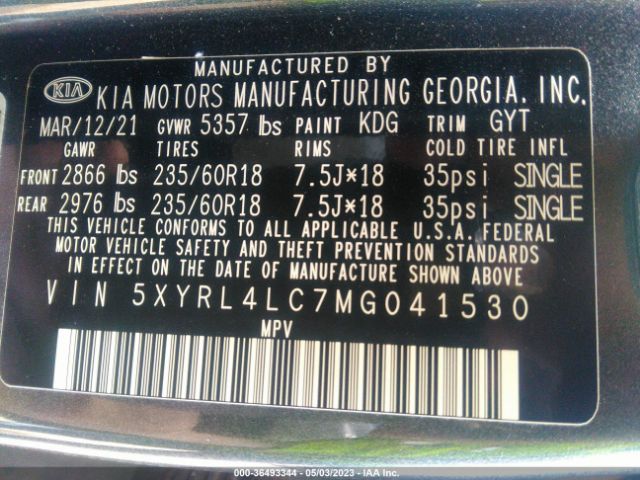 MANUFACTURED BY
KIA KIA MOTORS MANUFACTURING GEORGIA, INC.
MAR/12/21 GVWR 5357 lbs PAINT KDG TRIM GYT
GAWR TIRES RIMS COLD TIRE INFL
FRONT 2866 lbs 235/60R18 7.5J*18 35psi SINGLE
REAR 2976 lbs 235/60R18 7.5J*18 35psi SINGLE
THIS VEHICLE CONFORMS TO ALL APPLICABLE U.S.A. FEDERAL
MOTOR VEHICLE SAFETY AND THEFT PREVENTION STANDARDS
IN EFFECT ON THE DATE OF MANUFACTURE SHOWN ABOVE
VIN 5XYRL4LC7MG041530
MPV
000-36493344 - 05/03/2023 - IAA Inc.